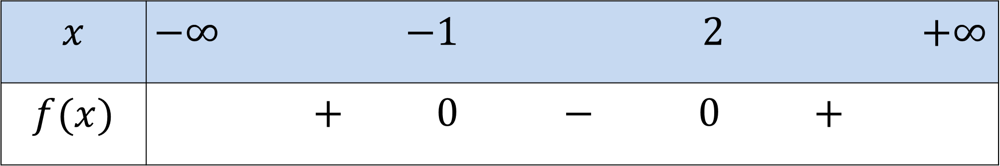 x −∞ −1 2 +∞
f(x) + 0 − 0 +